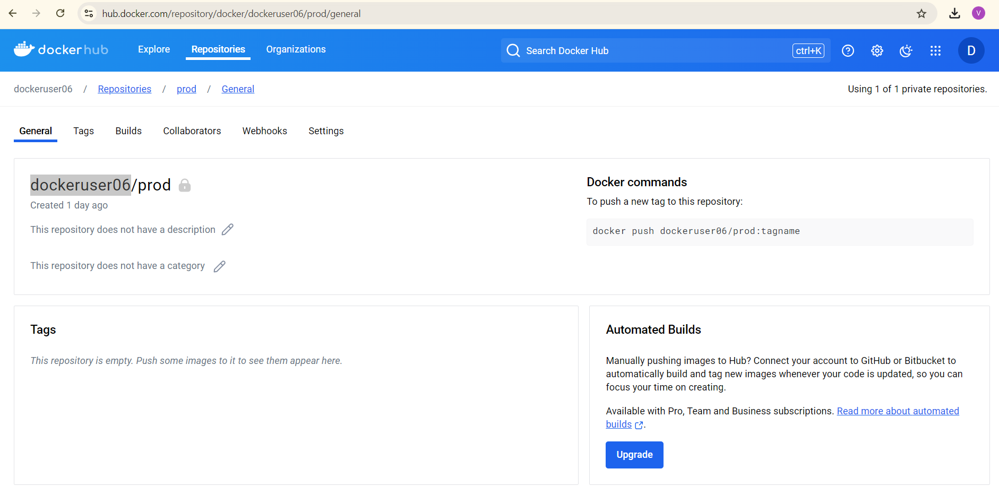 hub.docker.com/repository/docker/dockeruser06/prod/general
V
docker hub
Explore
Repositories
Organizations
Search Docker Hub
ctrl+K
D
dockeruser06 / Repositories / prod / General
Using 1 of 1 private repositories.
General
Tags
Builds
Collaborators
Webhooks
Settings
dockeruser06/prod
Created 1 day ago
This repository does not have a description
This repository does not have a category
Docker commands
To push a new tag to this repository:
docker push dockeruser06/prod:tagname
Tags
This repository is empty. Push some images to it to see them appear here.
Automated Builds
Manually pushing images to Hub? Connect your account to GitHub or Bitbucket to
automatically build and tag new images whenever your code is updated, so you can
focus your time on creating.
Available with Pro, Team and Business subscriptions. Read more about automated
builds.
Upgrade